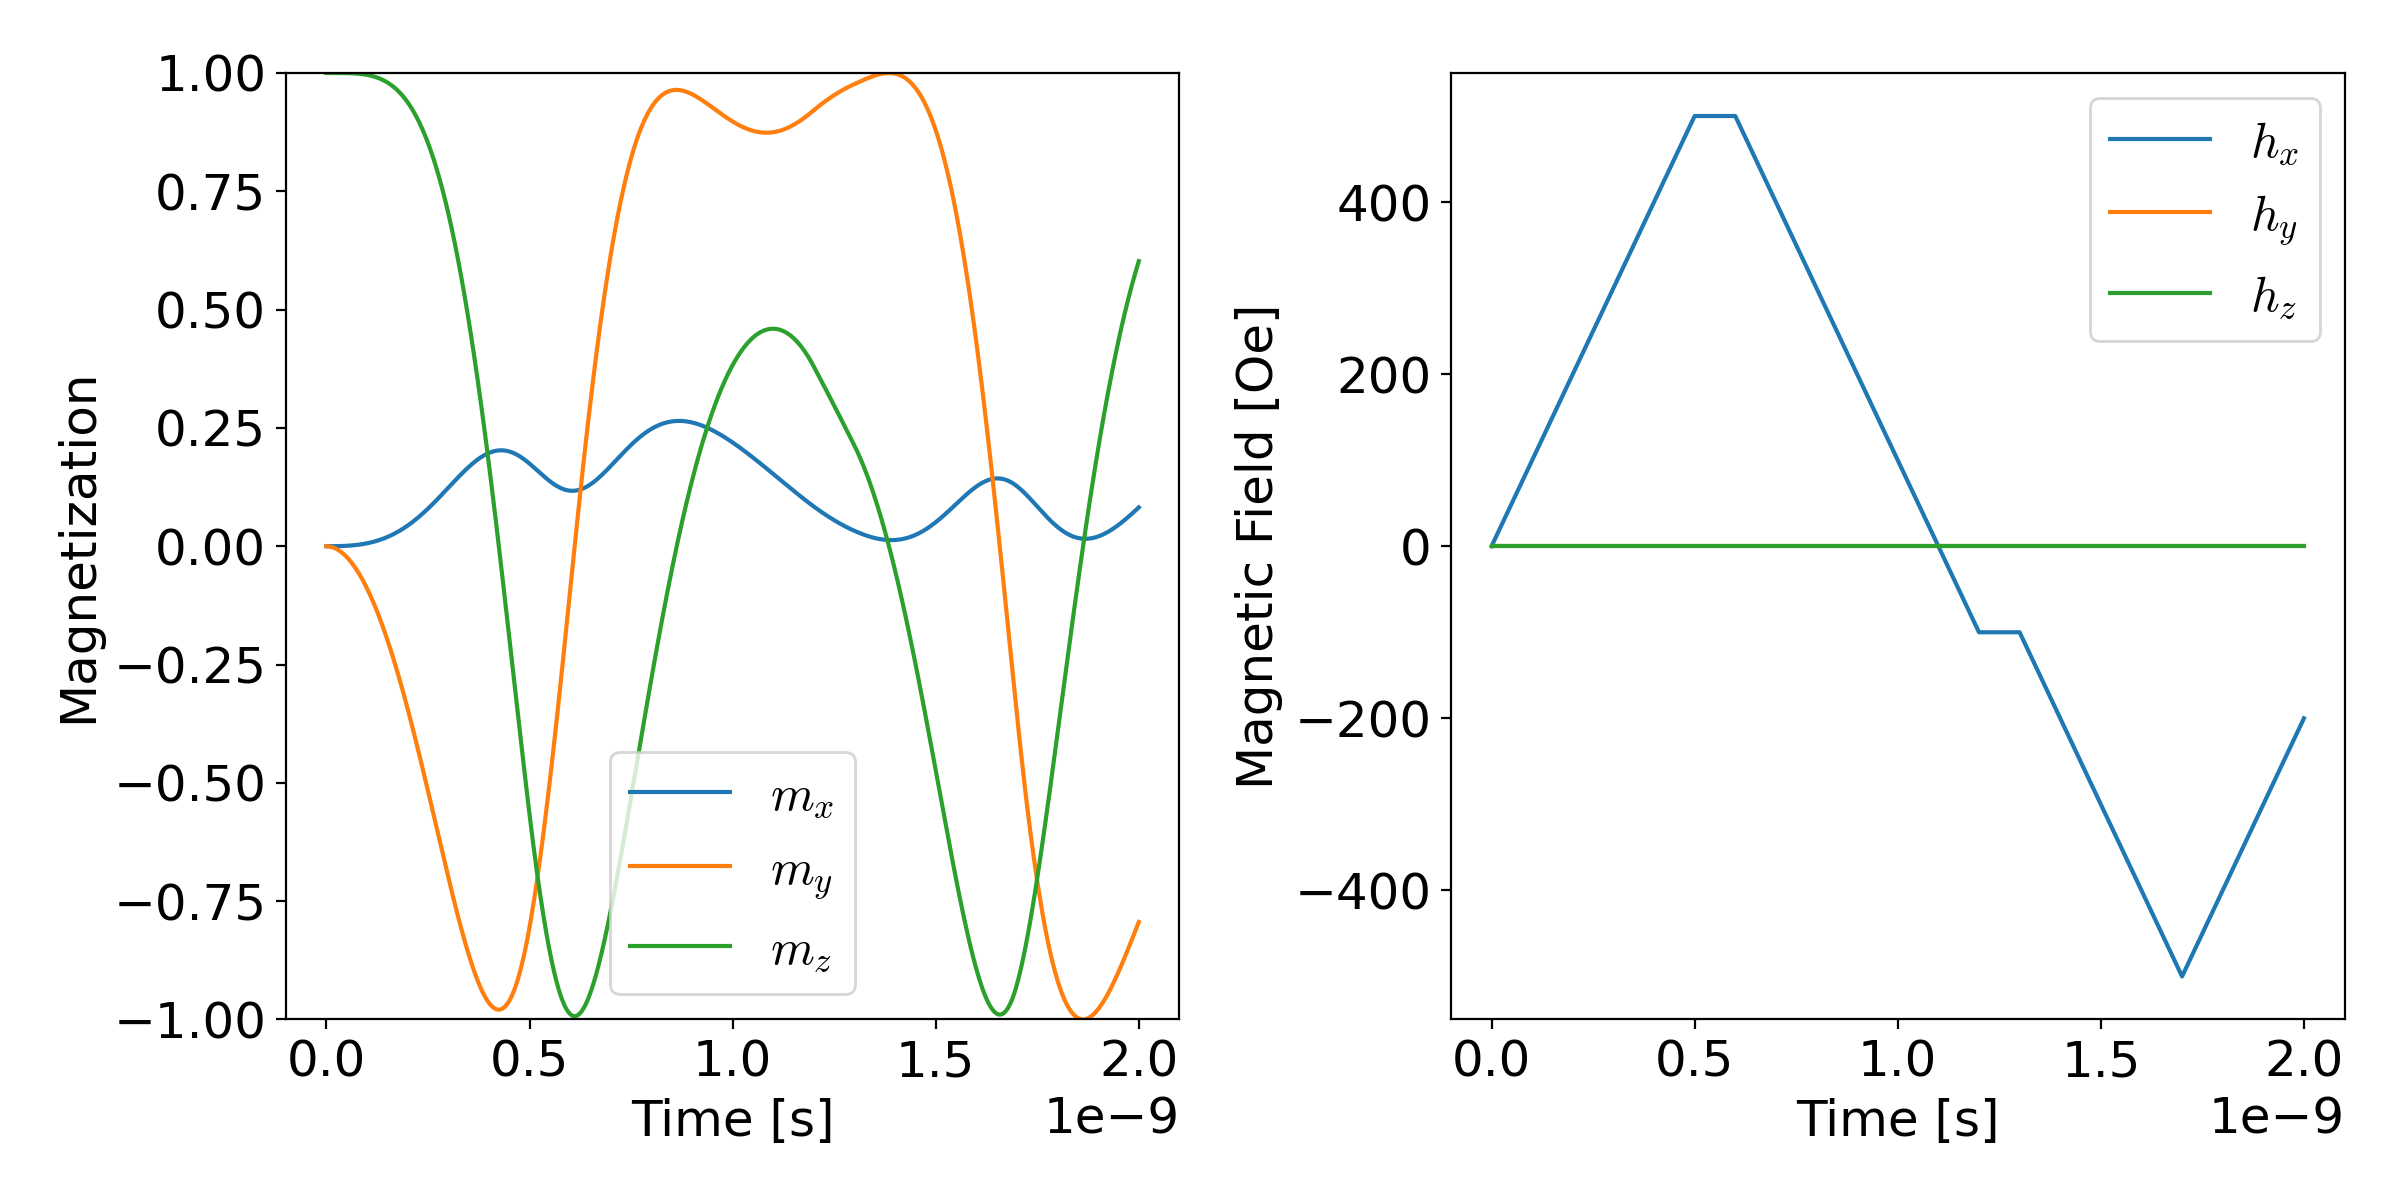 Magnetization
1.00
0.75
0.50
0.25
0.00
−0.25
−0.50
−0.75
−1.00
0.0 0.5 1.0 1.5 2.0
Time [s]
1e−9
m_x
m_y
m_z
Magnetic Field [Oe]
400
200
0
−200
−400
0.0 0.5 1.0 1.5 2.0
Time [s]
1e−9
h_x
h_y
h_z